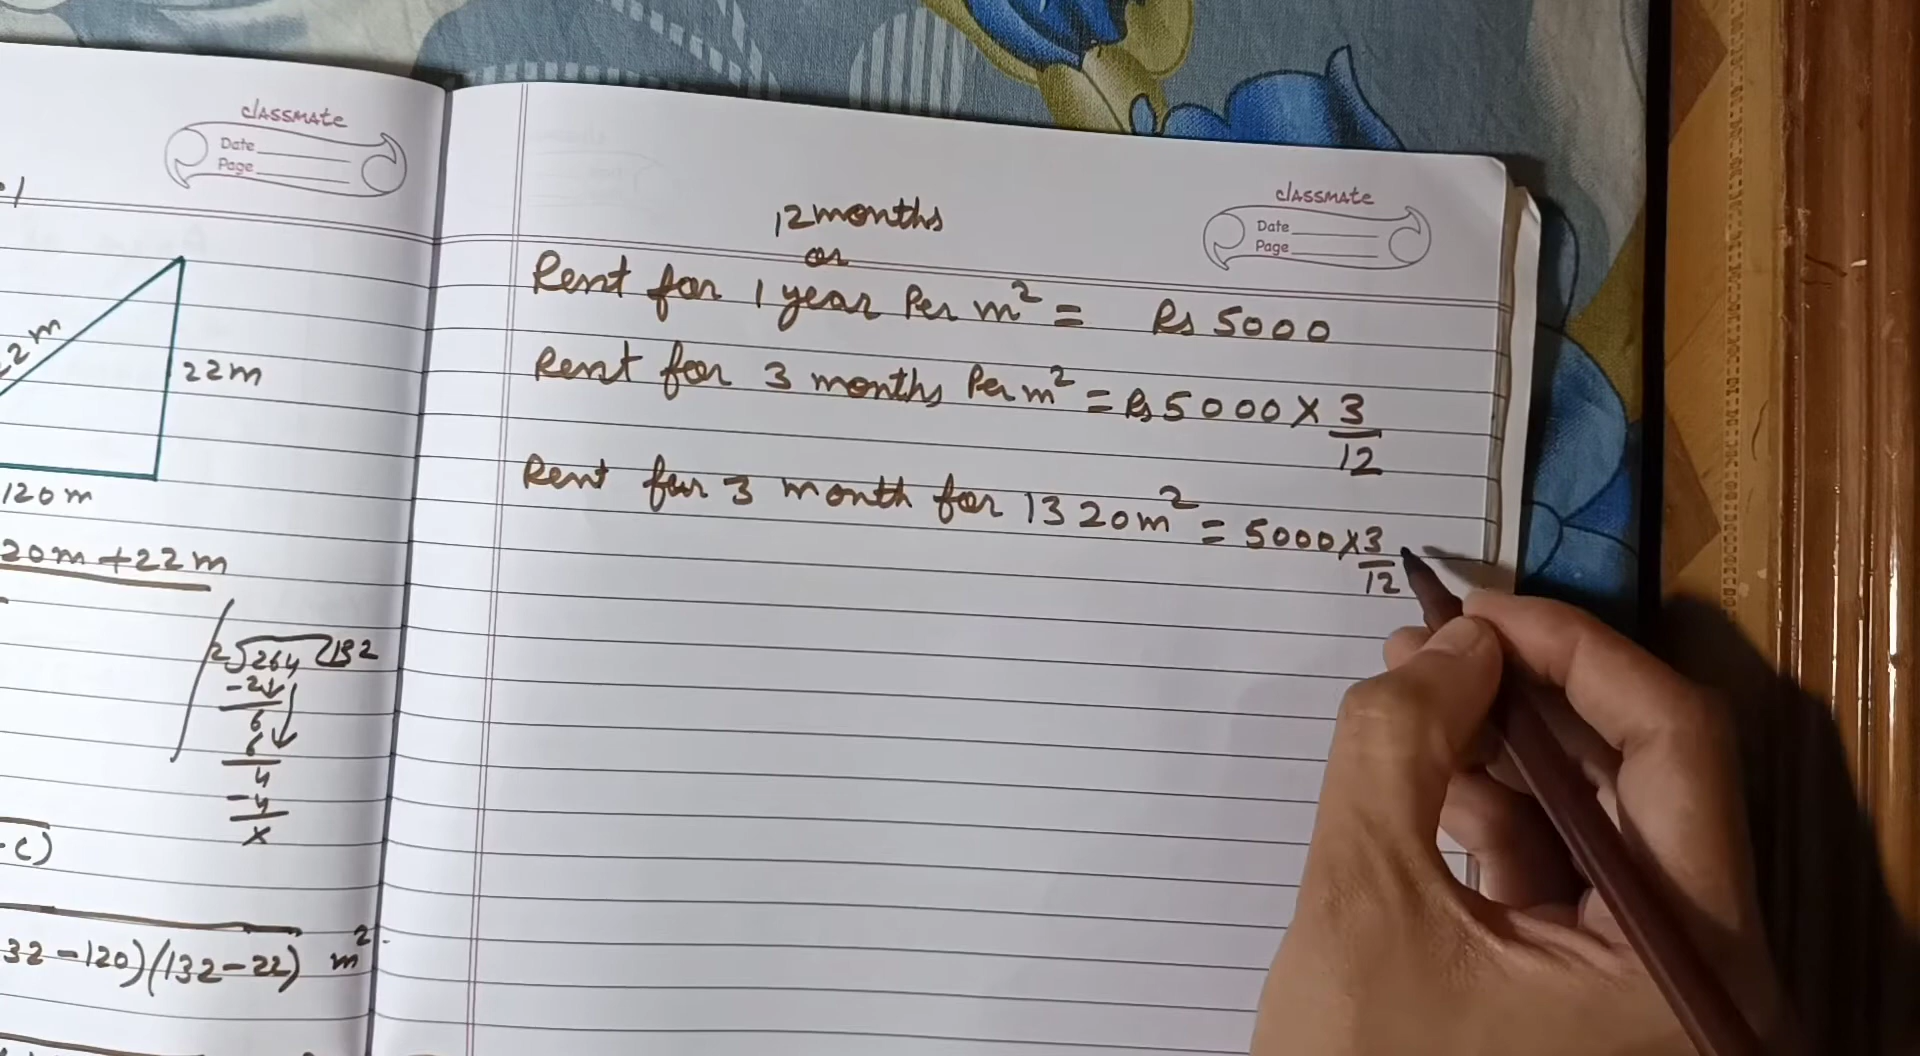 classmate
Date
Page
22m
120m
20m+22m
2√264 132
-2
6
6
4
-4
x
-c)
32-120)(132-22) m²
classmate
Date
Page
12 months
or
Rent for 1 year Per m² = Rs 5000
Rent for 3 months Per m² = Rs 5000 × 3/12
Rent for 3 month for 1320m² = 5000 × 3/12